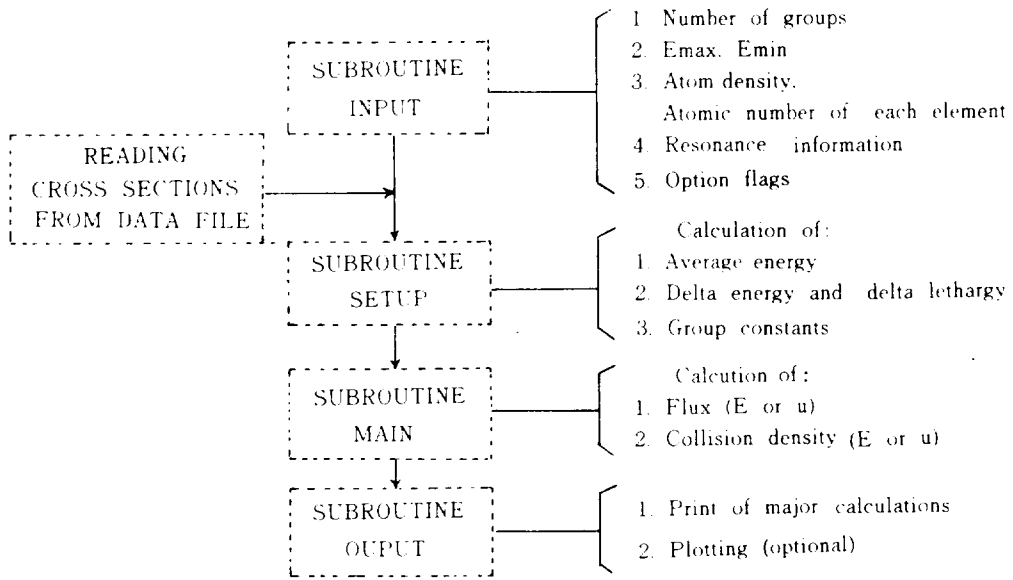 SUBROUTINE
INPUT
1 Number of groups
2. Emax. Emin
3. Atom density.
Atomic number of each element
4. Resonance information
5. Option flags
READING
CROSS SECTIONS
FROM DATA FILE
SUBROUTINE
SETUP
Calculation of:
1. Average energy
2. Delta energy and delta lethargy
3. Group constants
SUBROUTINE
MAIN
Calcution of:
1. Flux (E or u)
2. Collision density (E or u)
SUBROUTINE
OUPUT
1. Print of major calculations
2. Plotting (optional)